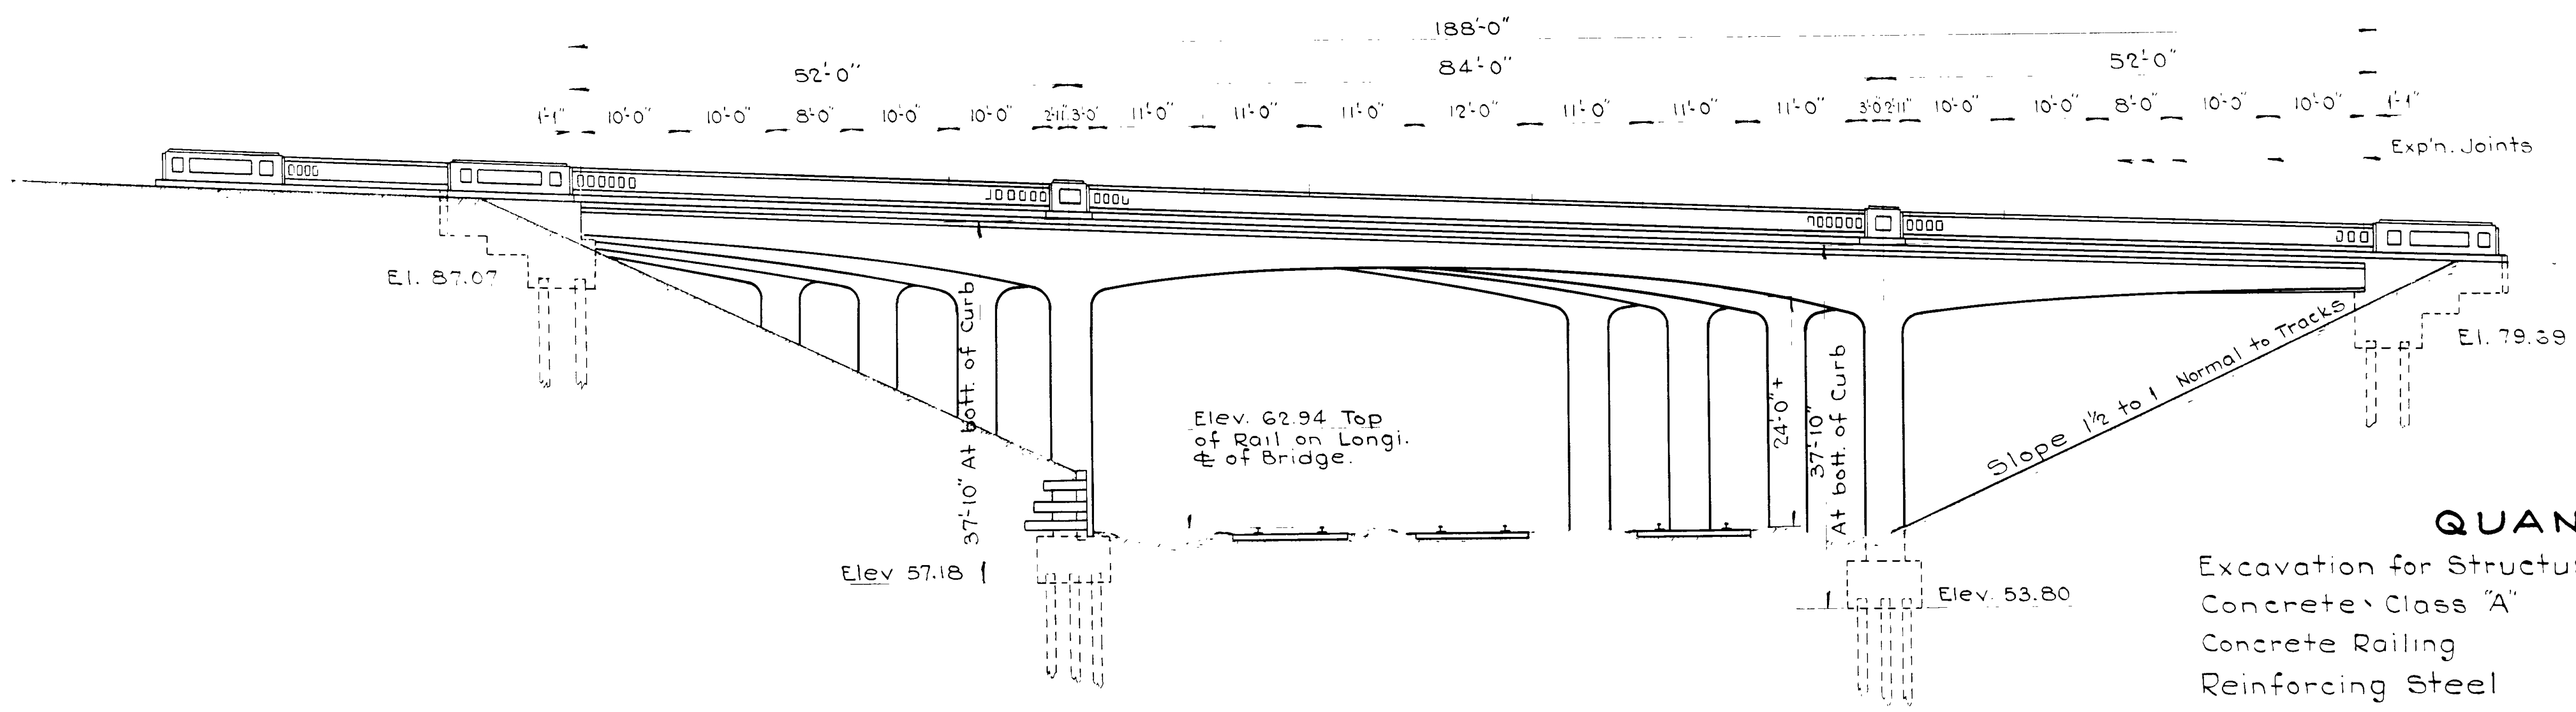 188'-0"
52'-0"
84'-0"
52'-0"
1'-1" 10'-0" 10'-0" 8'-0" 10'-0" 10'-0" 2'-11" 3'-0" 11'-0" 11'-0" 11'-0" 12'-0" 11'-0" 11'-0" 11'-0" 3'-0" 2'-11" 10'-0" 10'-0" 8'-0" 10'-0" 10'-0" 1'-1"
Exp'n. Joints
El. 87.07
37'-10" At bott. of Curb
Elev. 62.94 Top
of Rail on Longi.
℄ of Bridge.
24'-0"+
37'-10"
At bott. of Curb
Slope 1½ to 1 Normal to Tracks
El. 79.39
Elev 57.18
Elev. 53.80
QUAN
Excavation for Structu
Concrete, Class "A"
Concrete Railing
Reinforcing Steel